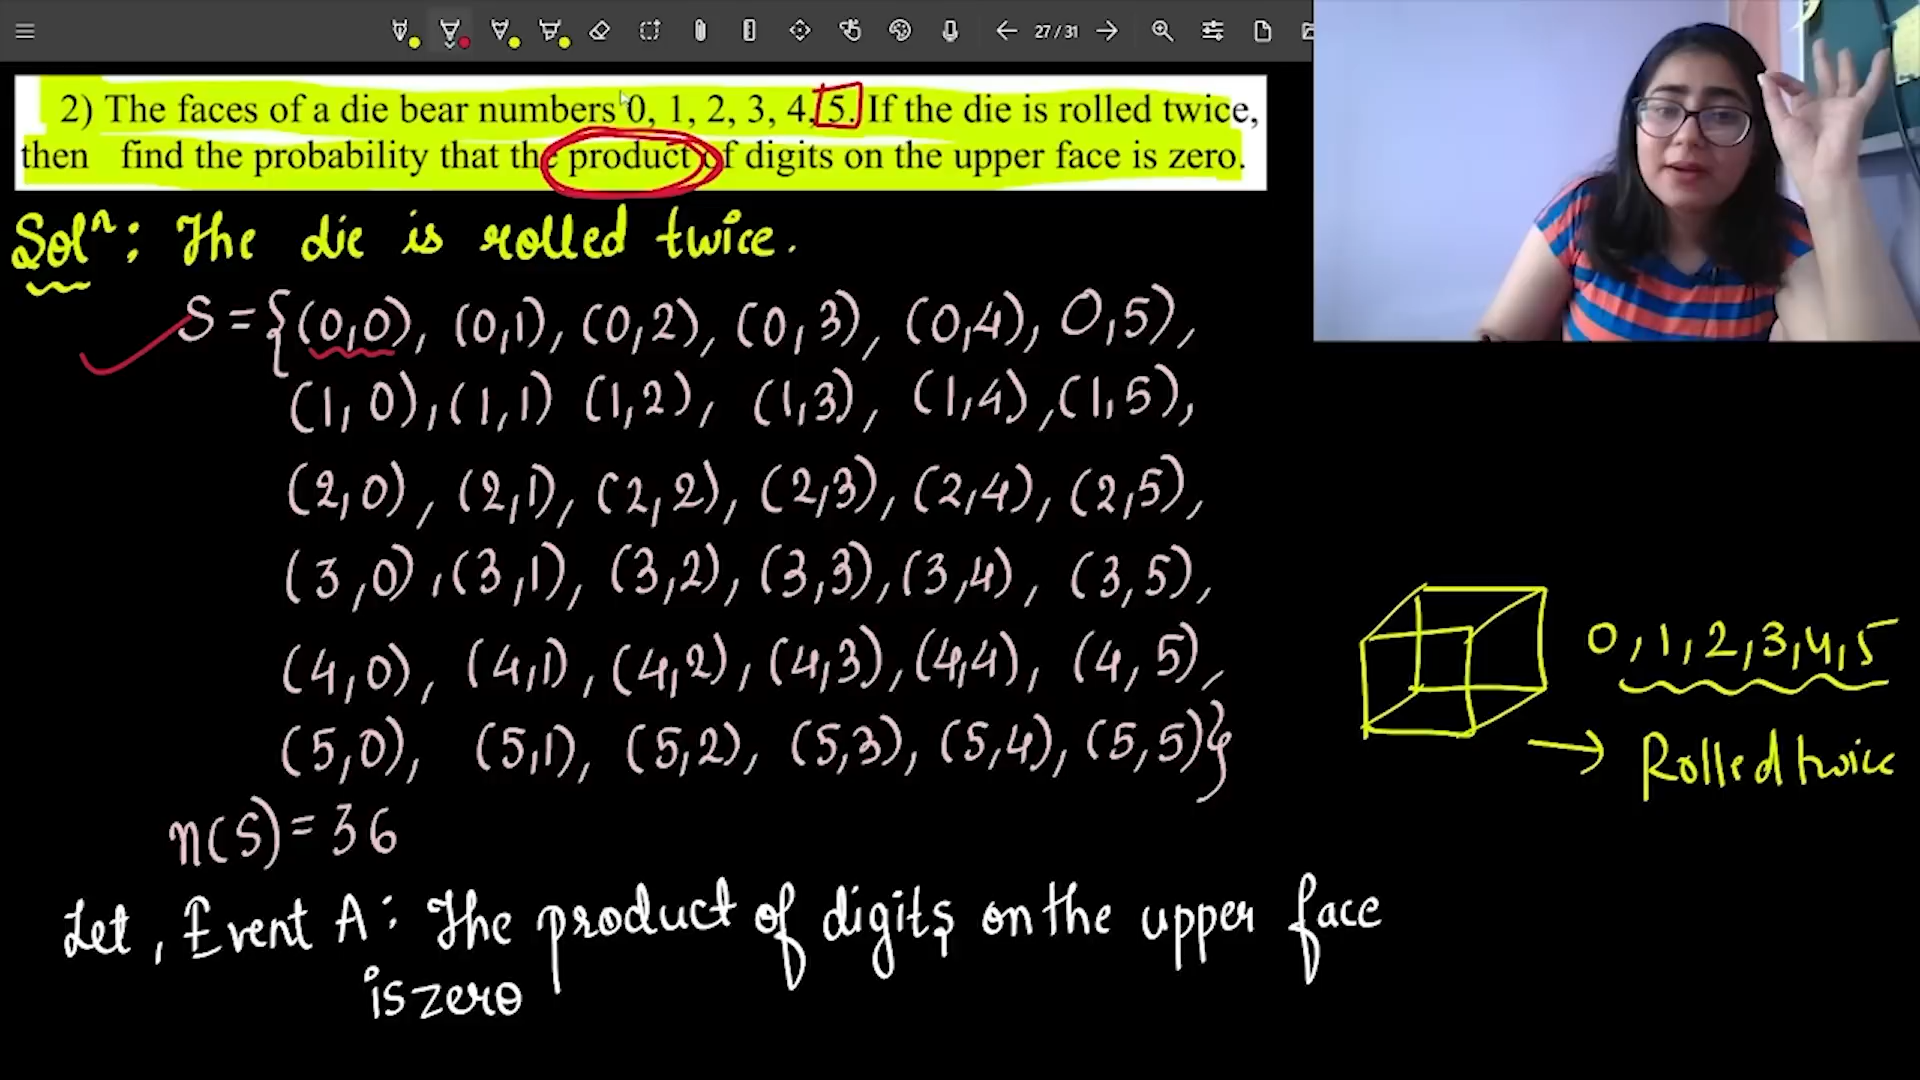 27/31
2) The faces of a die bear numbers 0, 1, 2, 3, 4, 5. If the die is rolled twice,
then find the probability that the product of digits on the upper face is zero.
Solⁿ: The die is rolled twice.
S = {(0,0), (0,1), (0,2), (0,3), (0,4), 0,5),
(1,0), (1,1) (1,2), (1,3), (1,4), (1,5),
(2,0), (2,1), (2,2), (2,3), (2,4), (2,5),
(3,0), (3,1), (3,2), (3,3), (3,4), (3,5),
(4,0), (4,1), (4,2), (4,3), (4,4), (4,5),
(5,0), (5,1), (5,2), (5,3), (5,4), (5,5)}
n(S) = 36
Let, Event A: The product of digits on the upper face
is zero
0, 1, 2, 3, 4, 5
→ Rolled twice